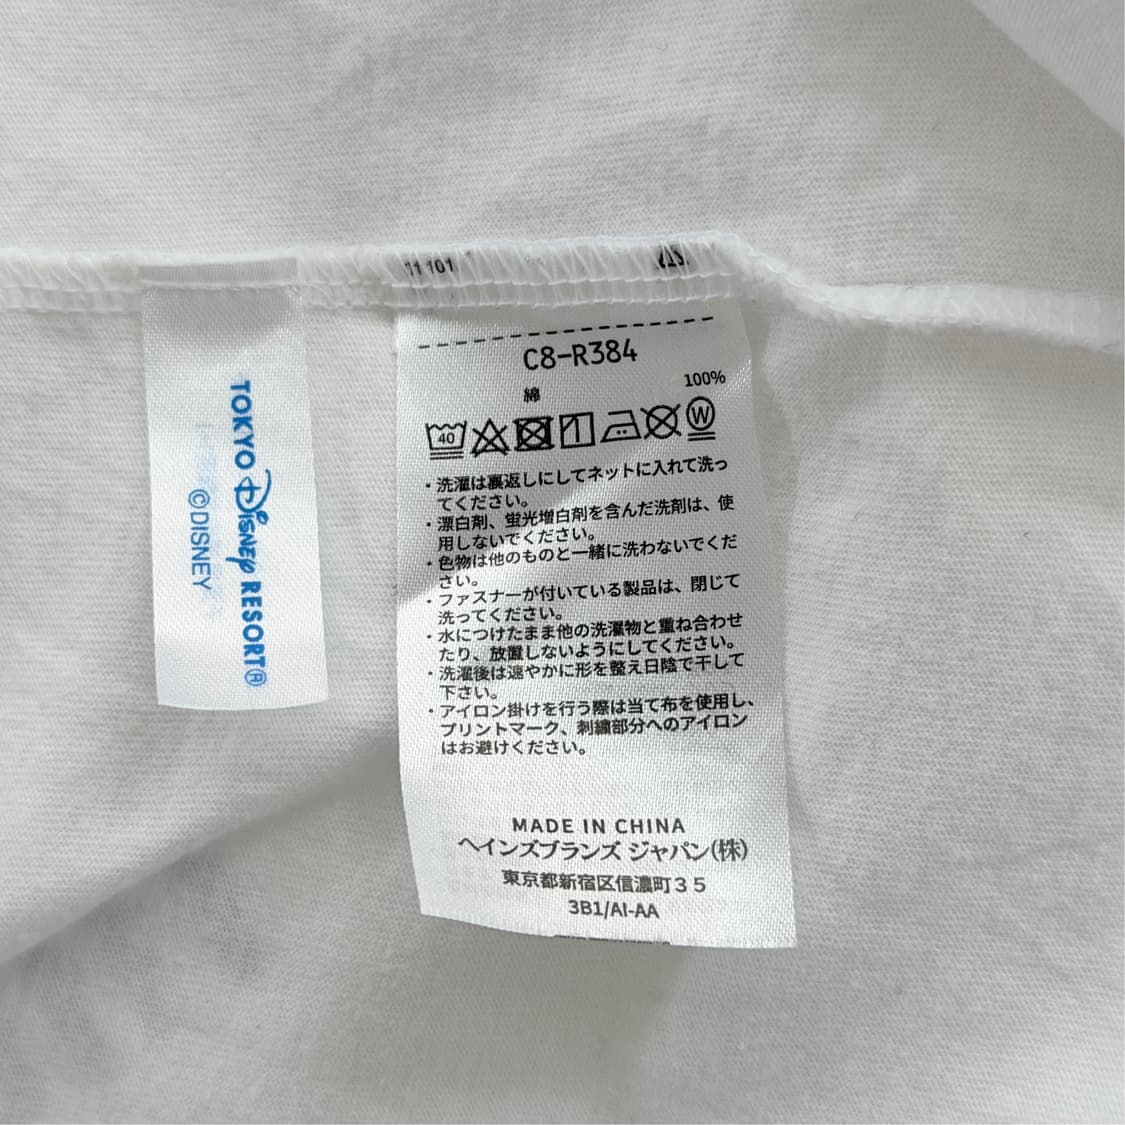 TOKYO Disney RESORT®
©DISNEY
11 101
C8-R384
綿 100%
40
W
・洗濯は裏返しにしてネットに入れて洗っ
てください。
・漂白剤、蛍光増白剤を含んだ洗剤は、使
用しないでください。
・色物は他のものと一緒に洗わないでくだ
さい。
・ファスナーが付いている製品は、閉じて
洗ってください。
・水につけたまま他の洗濯物と重ね合わせ
たり、放置しないようにしてください。
・洗濯後は速やかに形を整え日陰で干して
下さい。
・アイロン掛けを行う際は当て布を使用し、
プリントマーク、刺繍部分へのアイロン
はお避けください。
MADE IN CHINA
ヘインズブランズ ジャパン(株)
東京都新宿区信濃町35
3B1/AI-AA